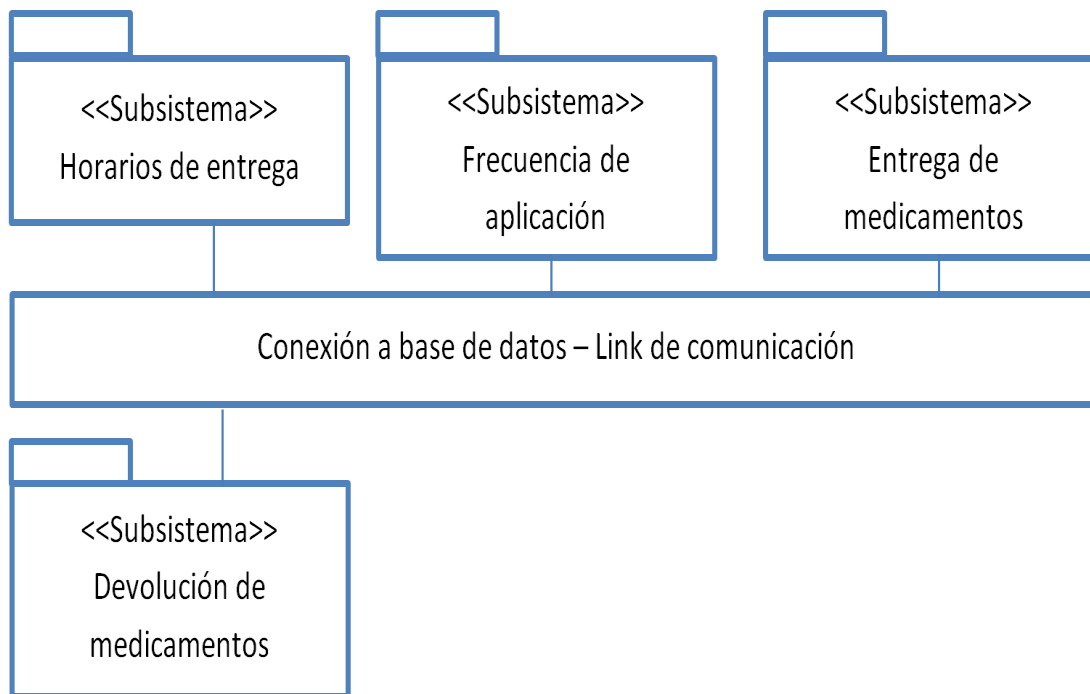 <<Subsistema>>
Horarios de entrega
<<Subsistema>>
Frecuencia de
aplicación
<<Subsistema>>
Entrega de
medicamentos
Conexión a base de datos – Link de comunicación
<<Subsistema>>
Devolución de
medicamentos